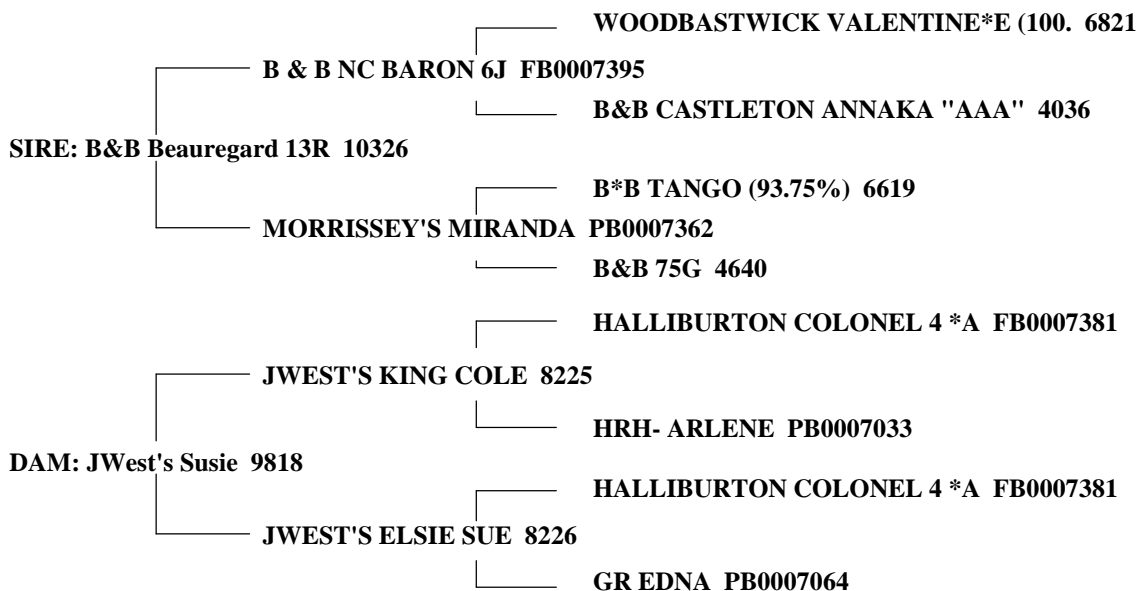 WOODBASTWICK VALENTINE*E (100. 6821
B & B NC BARON 6J FB0007395
B&B CASTLETON ANNAKA "AAA" 4036
SIRE: B&B Beauregard 13R 10326
B*B TANGO (93.75%) 6619
MORRISSEY'S MIRANDA PB0007362
B&B 75G 4640
HALLIBURTON COLONEL 4 *A FB0007381
JWEST'S KING COLE 8225
HRH- ARLENE PB0007033
DAM: JWest's Susie 9818
HALLIBURTON COLONEL 4 *A FB0007381
JWEST'S ELSIE SUE 8226
GR EDNA PB0007064